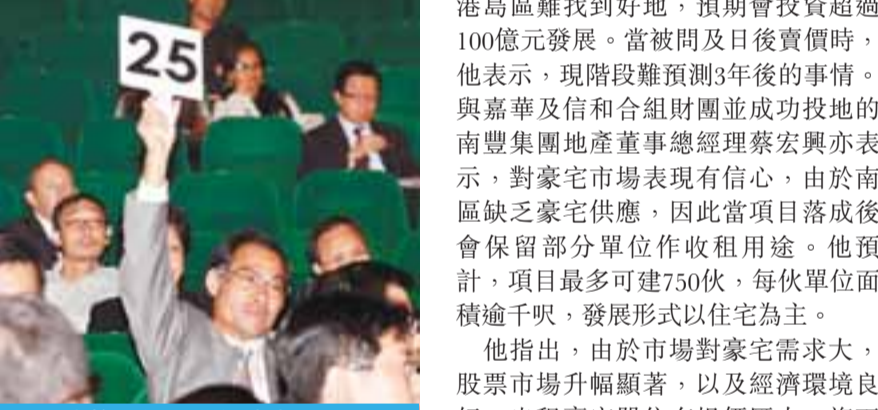 25
港島區難找到好地，預期會投資超過
100億元發展。當被問及日後賣價時，
他表示，現階段難預測3年後的事情。
與嘉華及信和合組財團並成功投地的
南豐集團地產董事總經理蔡宏興亦表
示，對豪宅市場表現有信心，由於南
區缺乏豪宅供應，因此當項目落成後
會保留部分單位作收租用途。他預
計，項目最多可建750伙，每伙單位面
積逾千呎，發展形式以住宅為主。
他指出，由於市場對豪宅需求大，
股票市場升幅顯著，以及經濟環境良